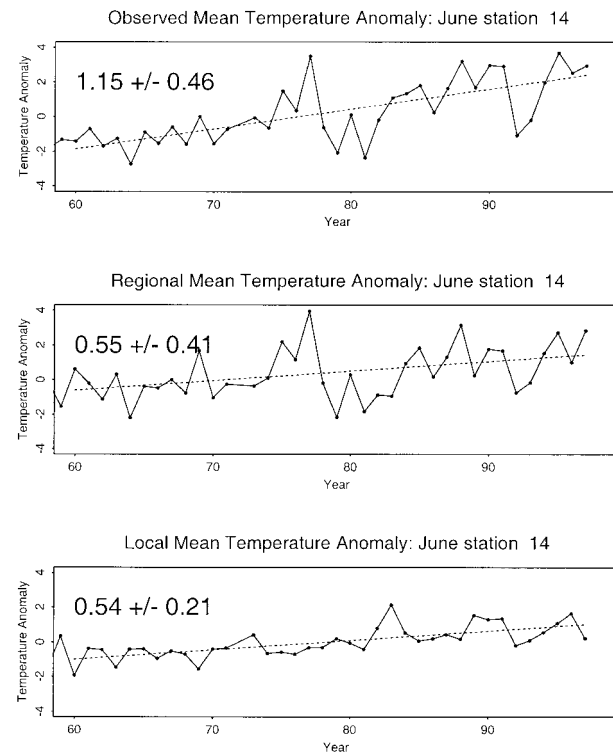 Observed Mean Temperature Anomaly: June station 14
Temperature Anomaly
4
2
0
-2
-4
1.15 +/- 0.46
60
70
80
90
Year
Regional Mean Temperature Anomaly: June station 14
Temperature Anomaly
4
2
0
-2
-4
0.55 +/- 0.41
60
70
80
90
Year
Local Mean Temperature Anomaly: June station 14
Temperature Anomaly
4
2
0
-2
-4
0.54 +/- 0.21
60
70
80
90
Year